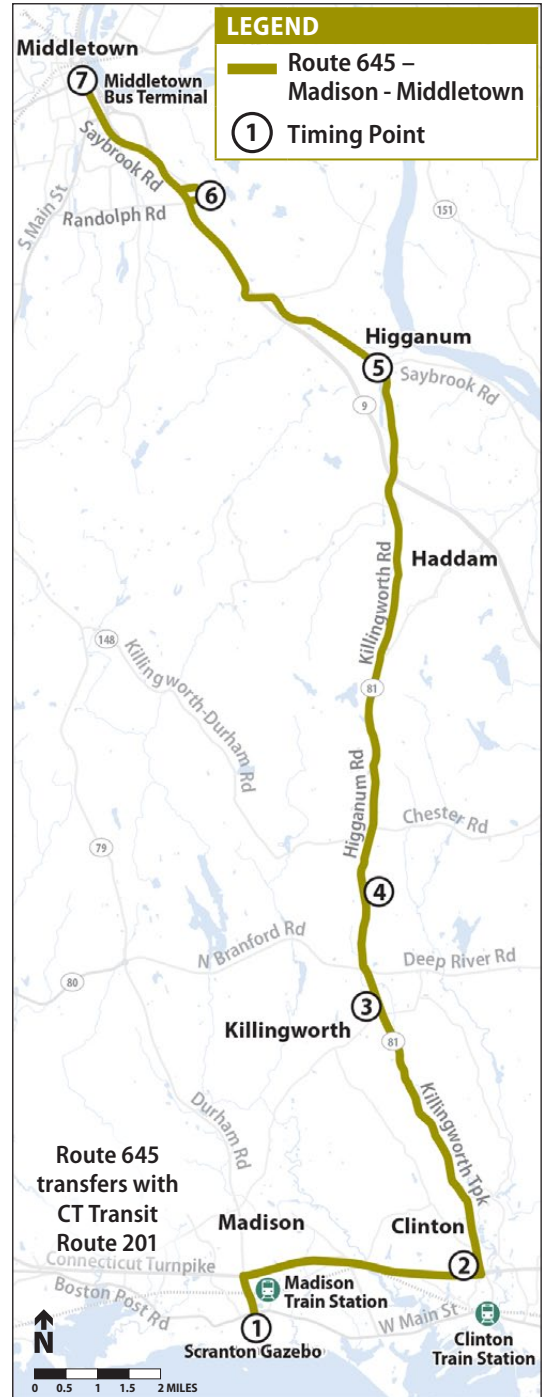 LEGEND
Route 645 –
Madison - Middletown
1 Timing Point
Middletown
7 Middletown
Bus Terminal
Saybrook Rd
6
Randolph Rd
S Main St
151
Higganum
5
Saybrook Rd
9
Haddam
Killingworth Rd
148
Killingworth-Durham Rd
81
Higganum Rd
Chester Rd
79
4
N Branford Rd
Deep River Rd
80
3
Killingworth
81
Killingworth Tpk
Durham Rd
Route 645
transfers with
CT Transit
Route 201
Madison
Clinton
2
Connecticut Turnpike
Madison
Train Station
Boston Post Rd
W Main St
1
Scranton Gazebo
Clinton
Train Station
N
0 0.5 1 1.5 2 MILES